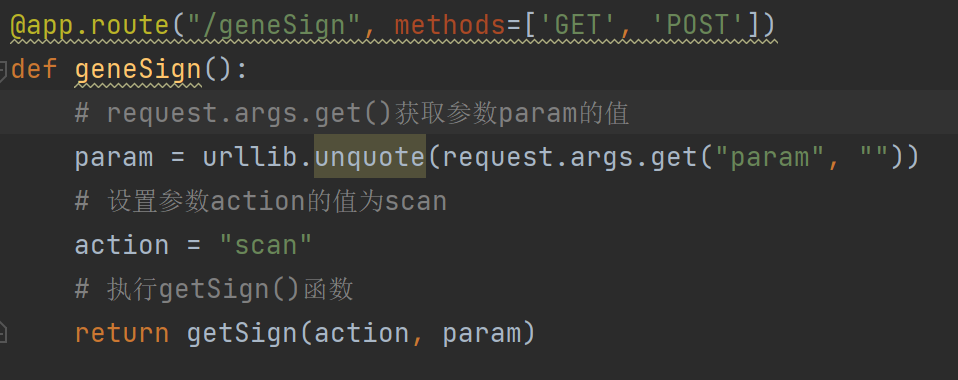 @app.route("/geneSign", methods=['GET', 'POST'])
def geneSign():
# request.args.get()获取参数param的值
param = urllib.unquote(request.args.get("param", ""))
# 设置参数action的值为scan
action = "scan"
# 执行getSign()函数
return getSign(action, param)